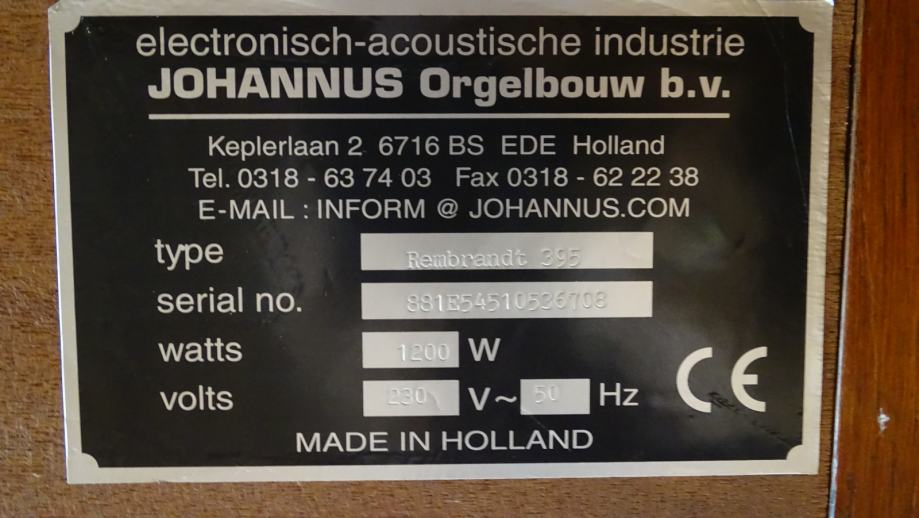 electronisch-acoustische industrie
JOHANNUS Orgelbouw b.v.
Keplerlaan 2 6716 BS EDE Holland
Tel. 0318 - 63 74 03 Fax 0318 - 62 22 38
E-MAIL : INFORM @ JOHANNUS.COM
type Rembrandt 395
serial no. 881E54510536708
watts 1200 W
volts 230 V~ 50 Hz
CE
MADE IN HOLLAND